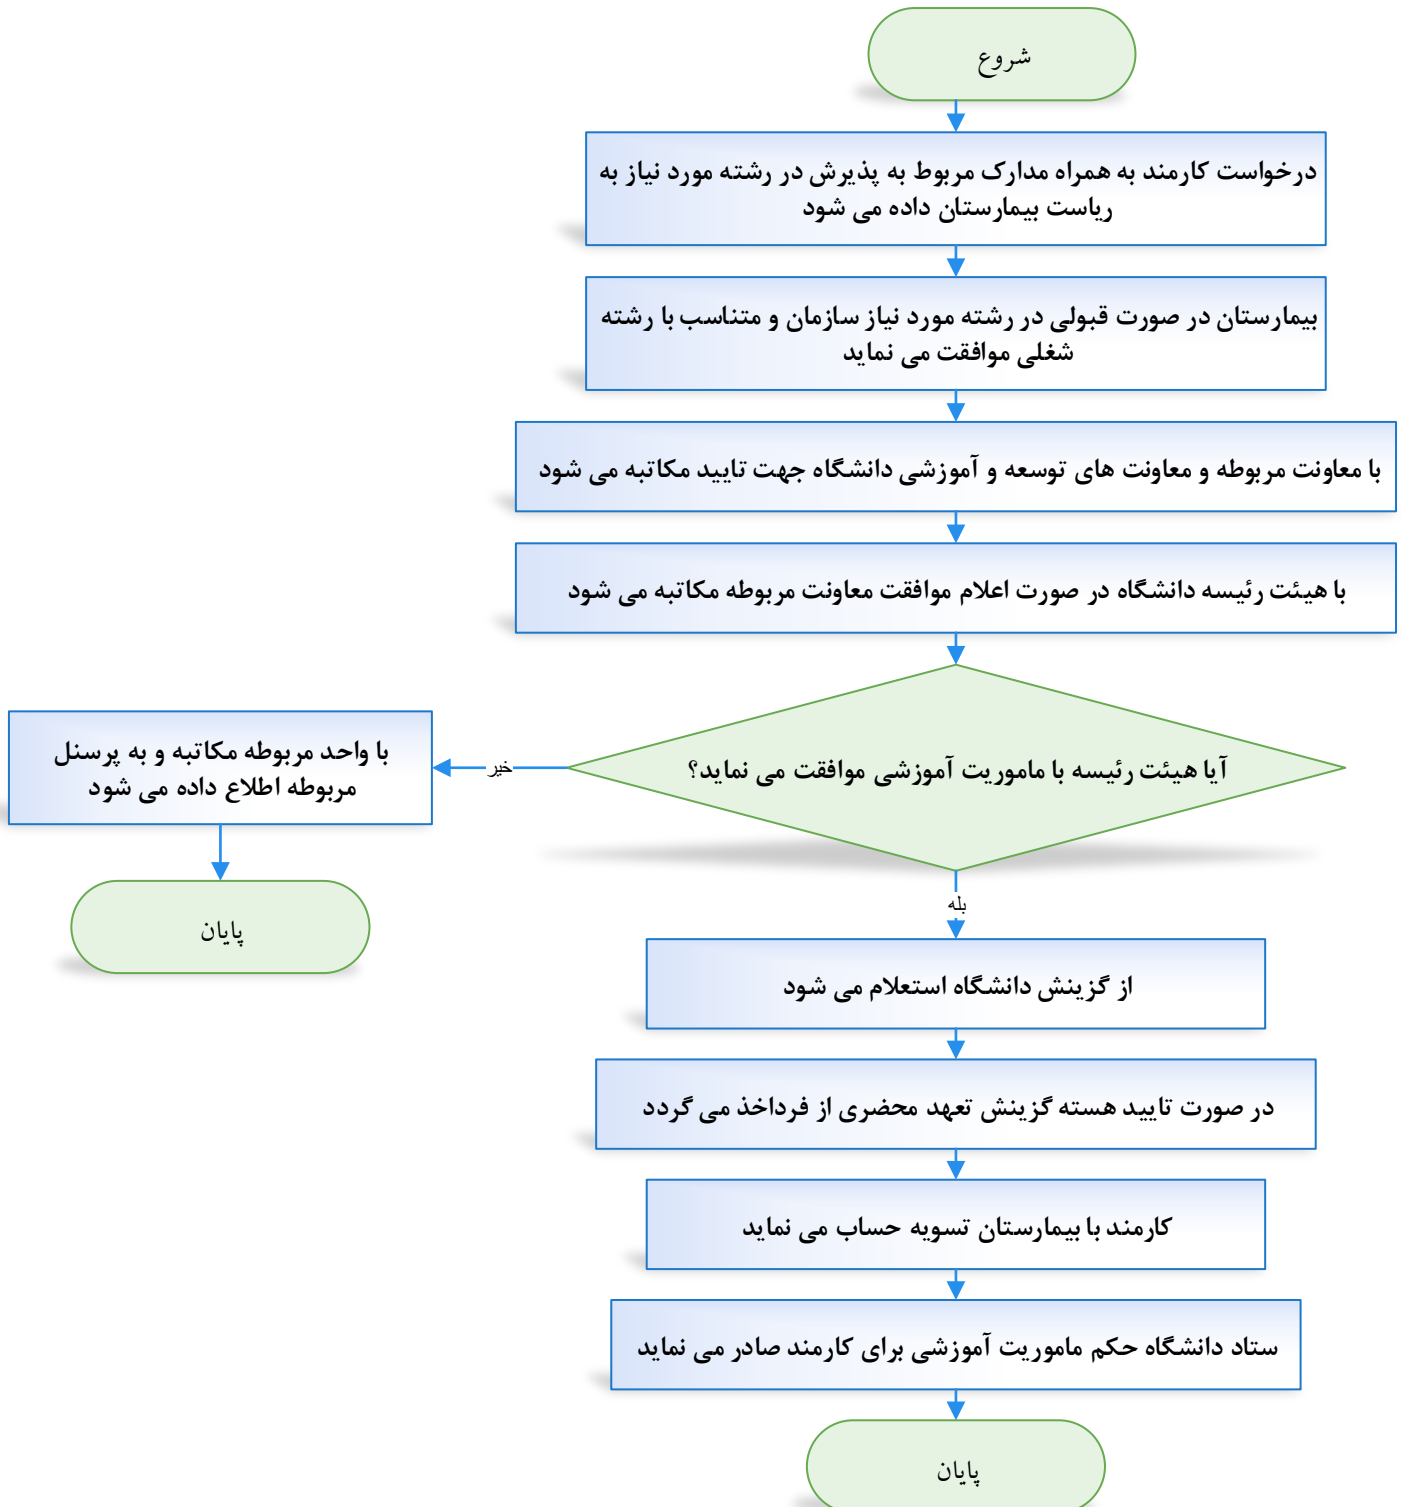 شروع
درخواست کارمند به همراه مدارک مربوط به پذیرش در رشته مورد نیاز به
ریاست بیمارستان داده می شود
بیمارستان در صورت قبولی در رشته مورد نیاز سازمان و متناسب با رشته
شغلی موافقت می نماید
با معاونت مربوطه و معاونت های توسعه و آموزشی دانشگاه جهت تایید مکاتبه می شود
با هیئت رئیسه دانشگاه در صورت اعلام موافقت معاونت مربوطه مکاتبه می شود
آیا هیئت رئیسه با ماموریت آموزشی موافقت می نماید؟
خیر
با واحد مربوطه مکاتبه و به پرسنل
مربوطه اطلاع داده می شود
پایان
بله
از گزینش دانشگاه استعلام می شود
در صورت تایید هسته گزینش تعهد محضری از فرداخذ می گردد
کارمند با بیمارستان تسویه حساب می نماید
ستاد دانشگاه حکم ماموریت آموزشی برای کارمند صادر می نماید
پایان